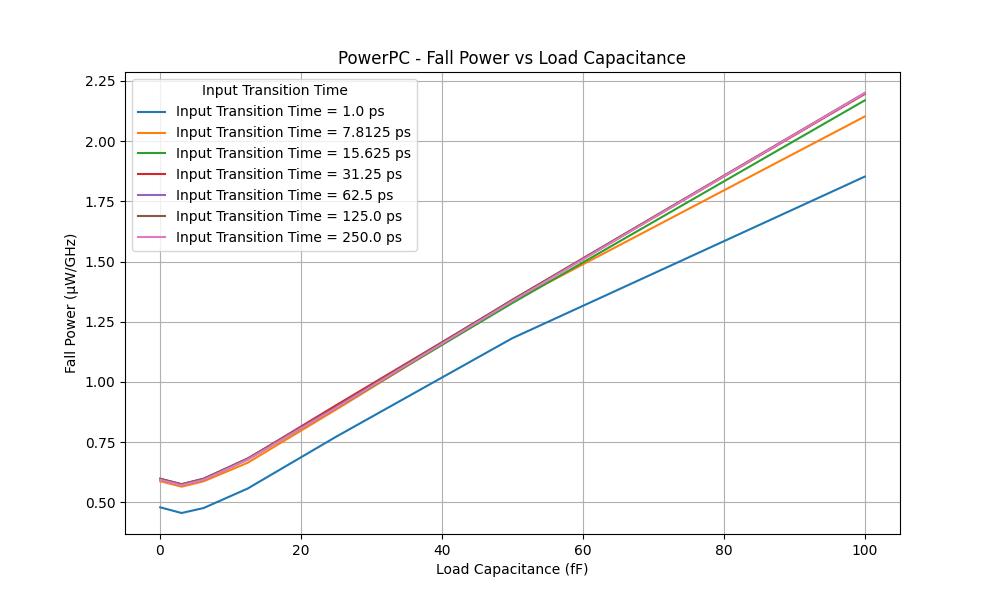 PowerPC - Fall Power vs Load Capacitance
Input Transition Time
Input Transition Time = 1.0 ps
Input Transition Time = 7.8125 ps
Input Transition Time = 15.625 ps
Input Transition Time = 31.25 ps
Input Transition Time = 62.5 ps
Input Transition Time = 125.0 ps
Input Transition Time = 250.0 ps
Fall Power (μW/GHz)
2.25
2.00
1.75
1.50
1.25
1.00
0.75
0.50
0 20 40 60 80 100
Load Capacitance (fF)